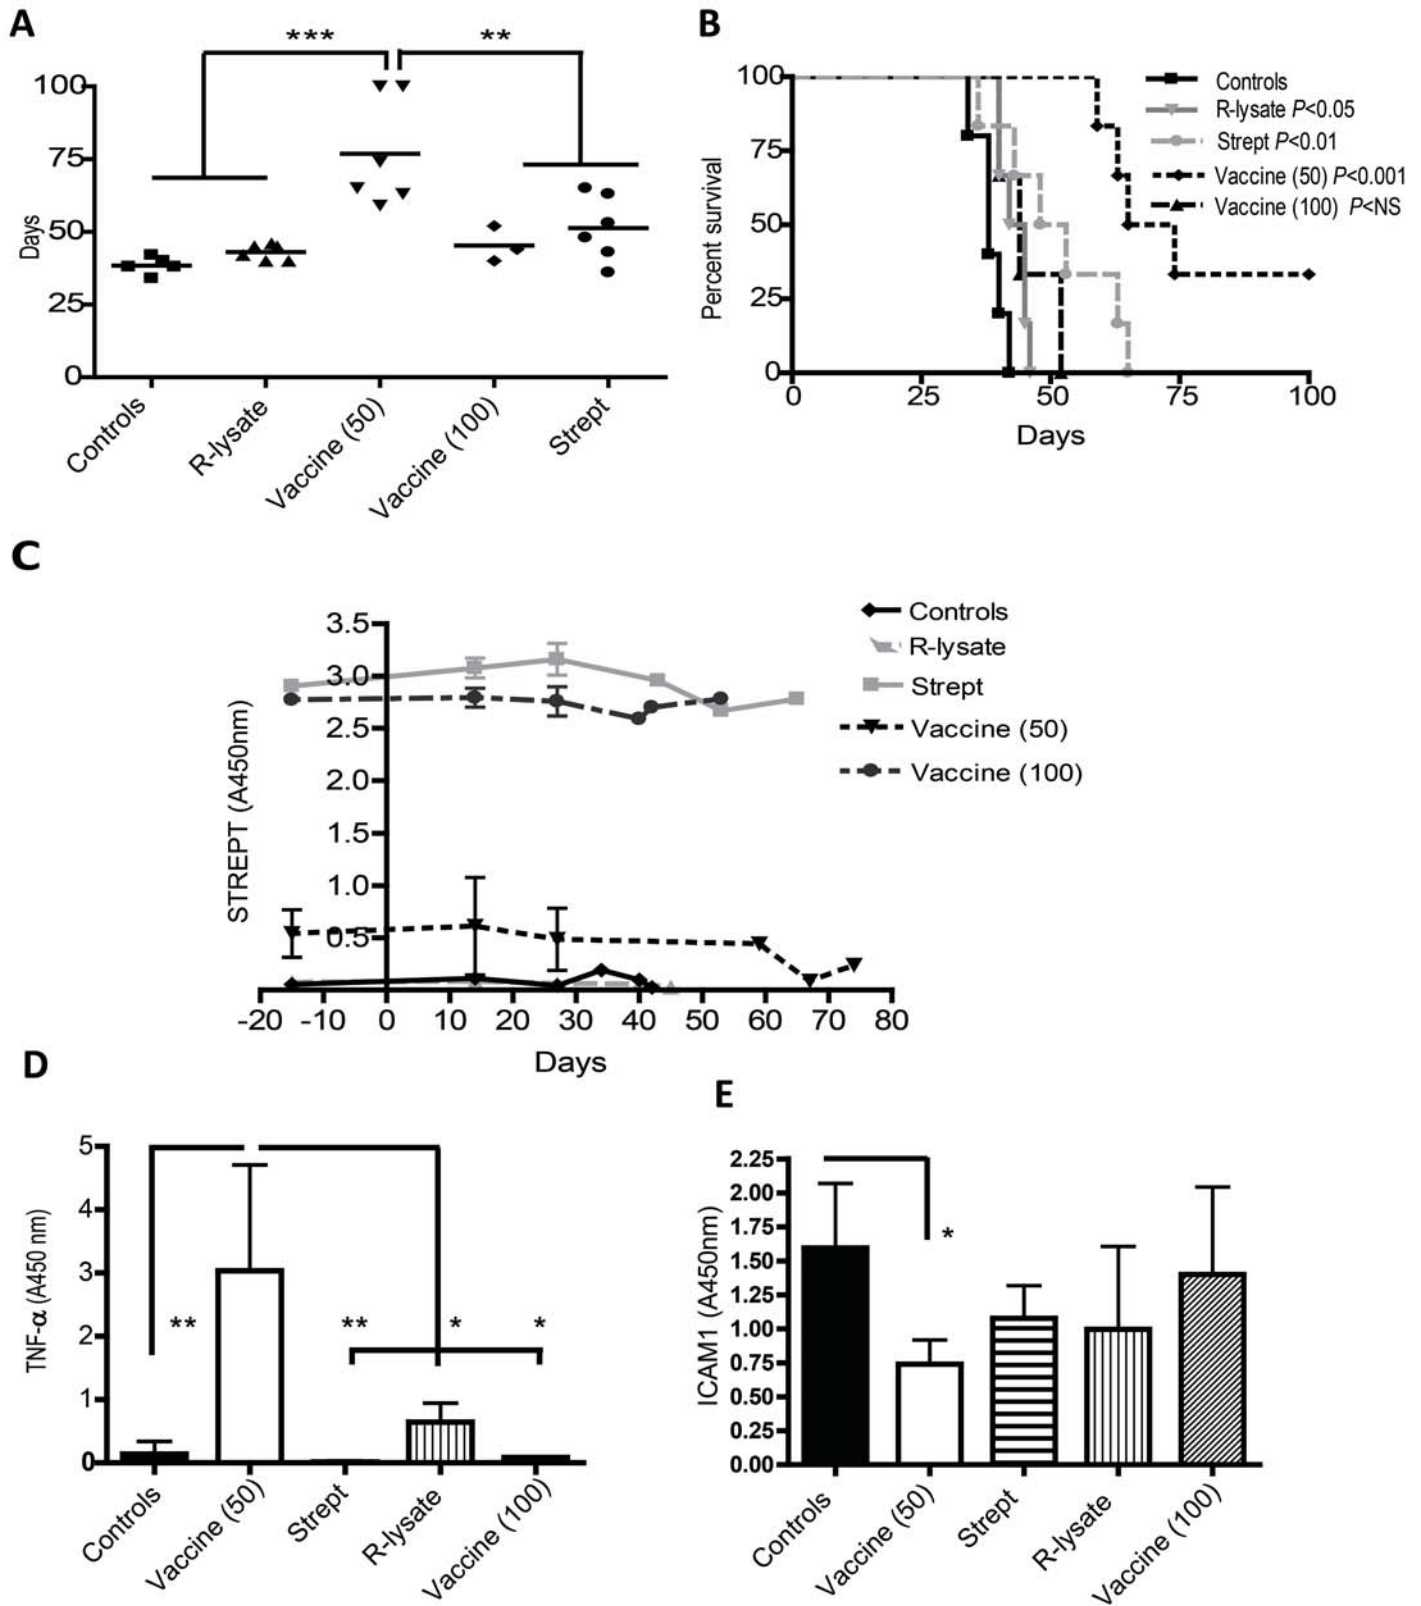 A
***
**
100
75
50
25
0
Days
Controls
R-lysate
Vaccine (50)
Vaccine (100)
Strept
B
100
75
50
25
0
Percent survival
0 25 50 75 100
Days
Controls
R-lysate P<0.05
Strept P<0.01
Vaccine (50) P<0.001
Vaccine (100) P<NS
C
3.5
3.0
2.5
2.0
1.5
1.0
0.5
STREPT (A450nm)
-20 -10 0 10 20 30 40 50 60 70 80
Days
Controls
R-lysate
Strept
Vaccine (50)
Vaccine (100)
D
5
4
3
2
1
0
TNF-α (A450 nm)
**
**
*
*
Controls
Vaccine (50)
Strept
R-lysate
Vaccine (100)
E
2.25
2.00
1.75
1.50
1.25
1.00
0.75
0.50
0.25
0.00
ICAM1 (A450nm)
*
Controls
Vaccine (50)
Strept
R-lysate
Vaccine (100)